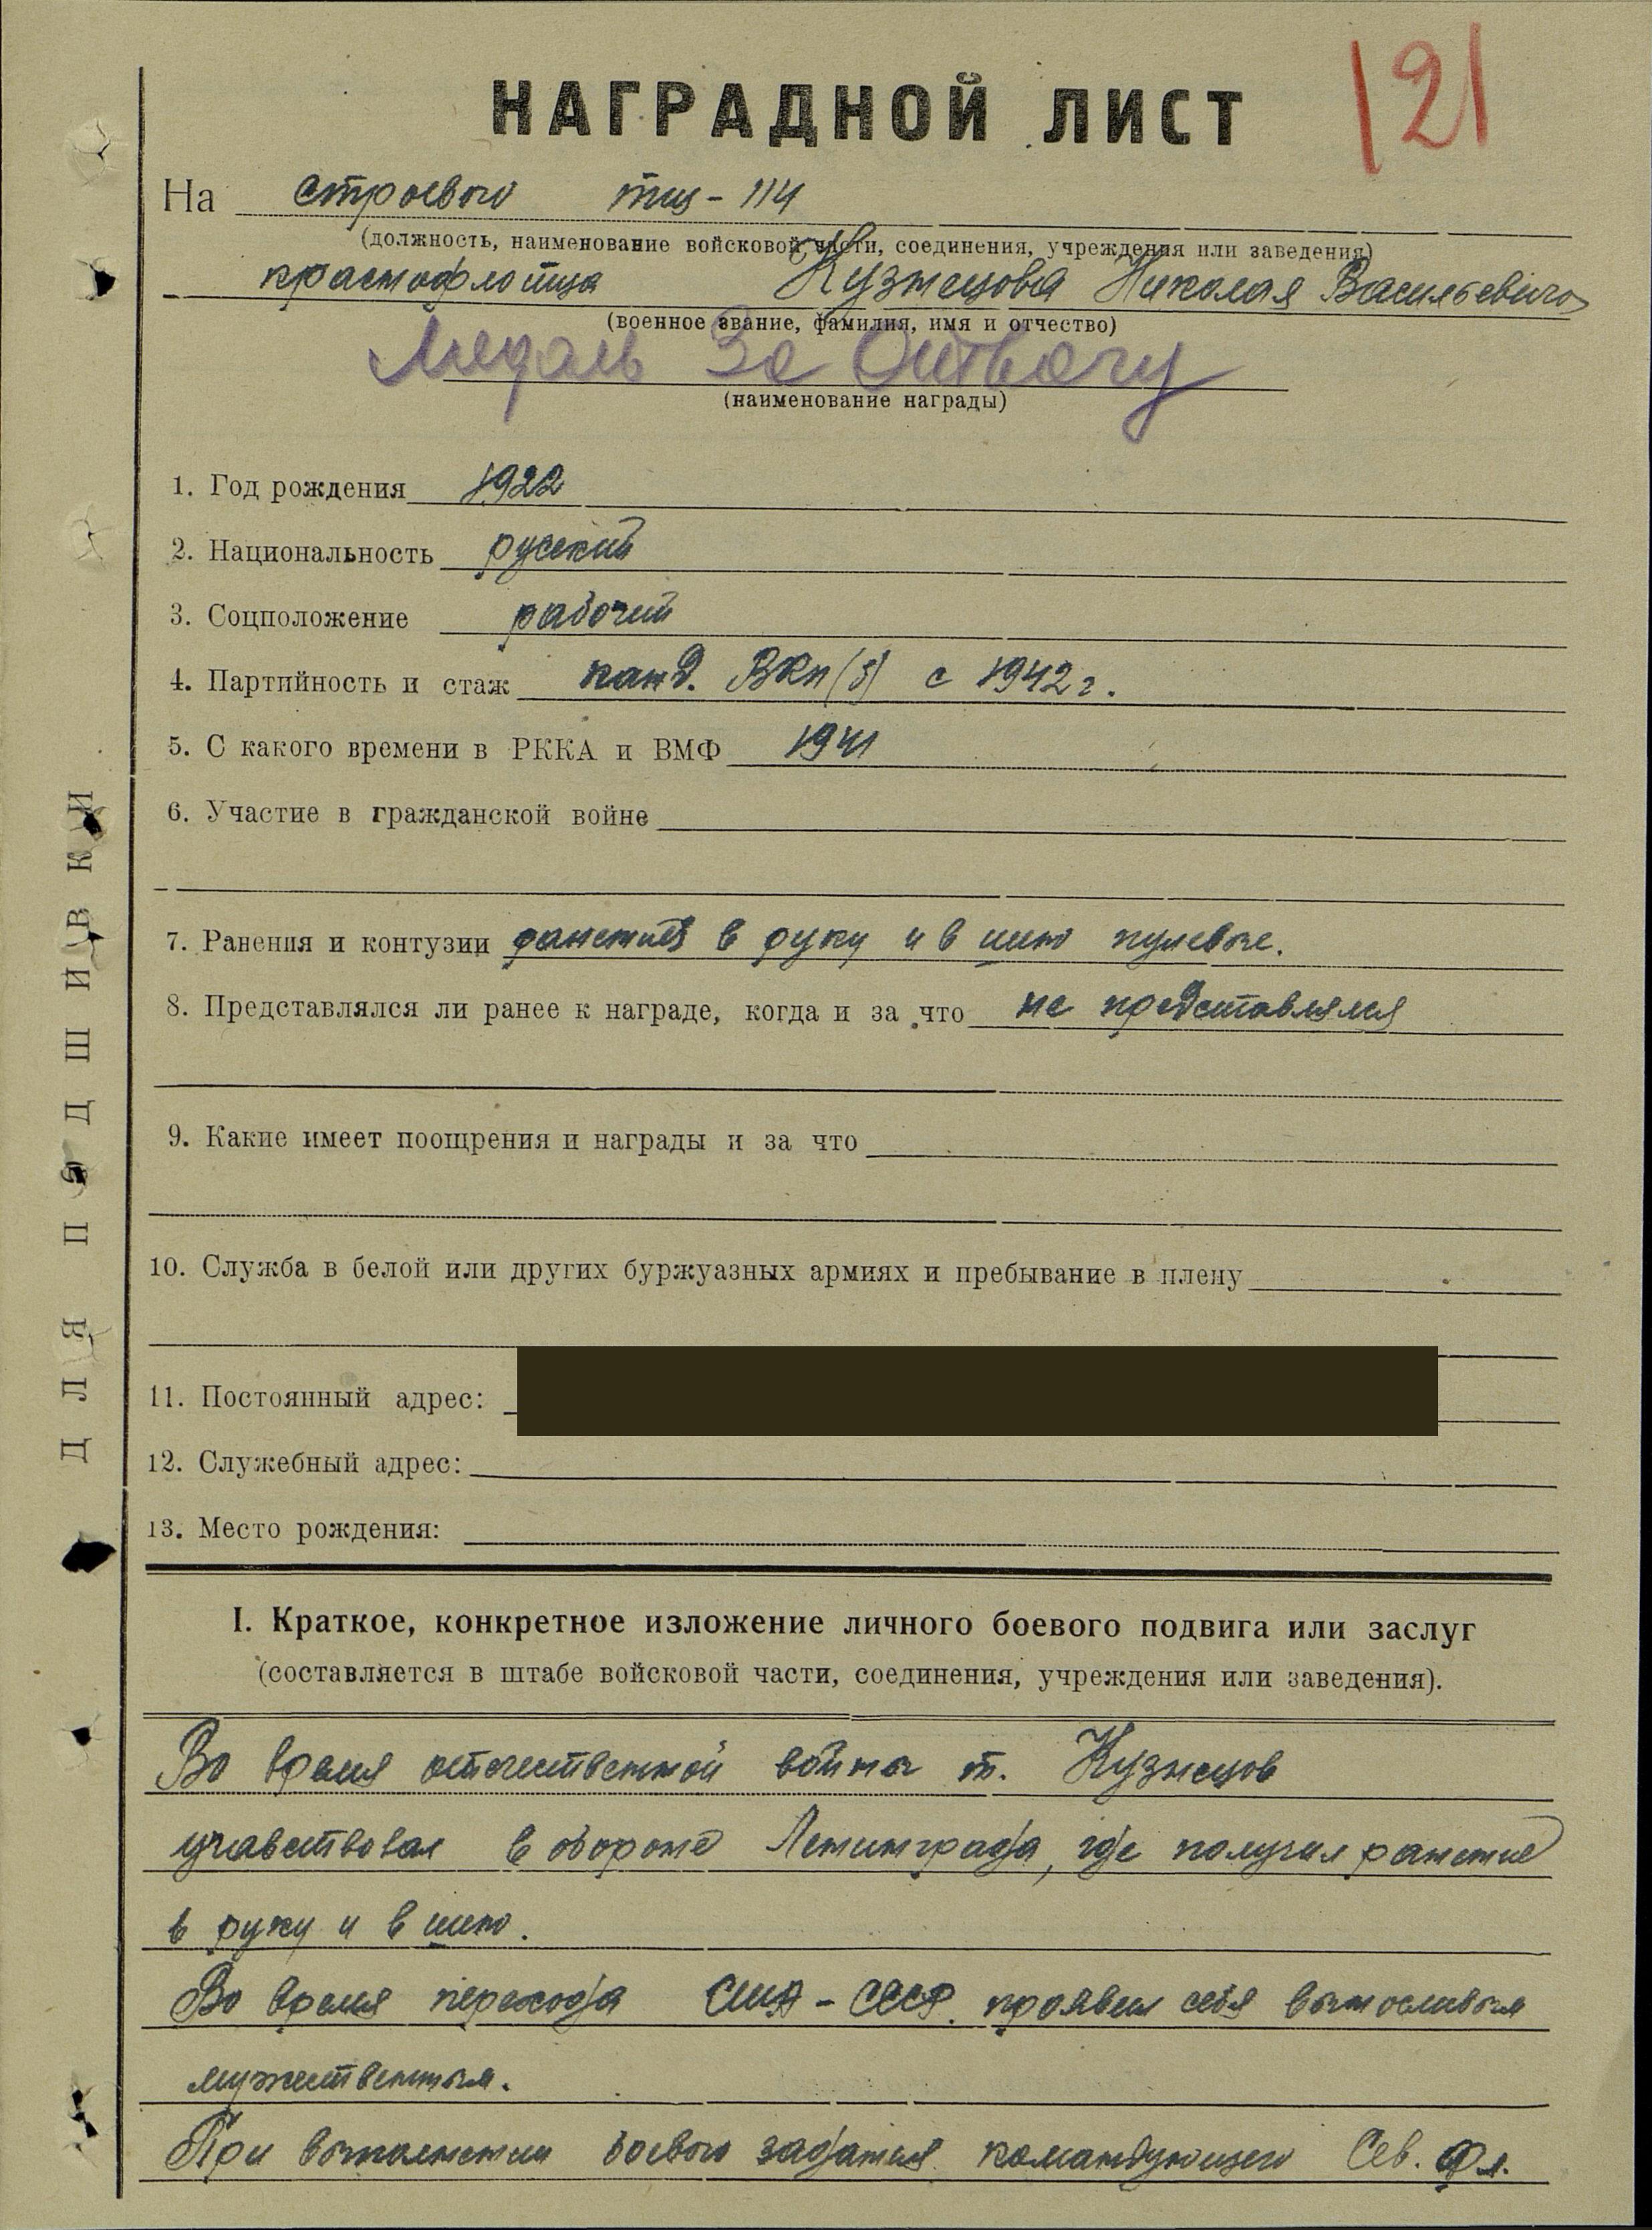 121
НАГРАДНОЙ ЛИСТ
На строевого тщ-114
(должность, наименование войсковой части, соединения, учреждения или заведения)
краснофлотца Кузнецова Николая Васильевича
(военное звание, фамилия, имя и отчество)
Медаль За Отвагу
(наименование награды)
1. Год рождения 1922
2. Национальность русский
3. Соцположение рабочий
4. Партийность и стаж канд. ВКП(б) с 1942 г.
5. С какого времени в РККА и ВМФ 1941
6. Участие в гражданской войне
7. Ранения и контузии ранения в руку и в шею пулевые.
8. Представлялся ли ранее к награде, когда и за что не представлялся
9. Какие имеет поощрения и награды и за что
10. Служба в белой или других буржуазных армиях и пребывание в плену
11. Постоянный адрес:
12. Служебный адрес:
13. Место рождения:
I. Краткое, конкретное изложение личного боевого подвига или заслуг
(составляется в штабе войсковой части, соединения, учреждения или заведения).
Во время отечественной войны т. Кузнецов
учавствовал в обороне Ленинграда, где получил ранение
в руку и в шею.
Во время перехода США - СССР. проявил себя выносливым
мужественным.
При выполнении боевого задания командующего Сев. Фл.
ДЛЯ ПОДШИВКИ